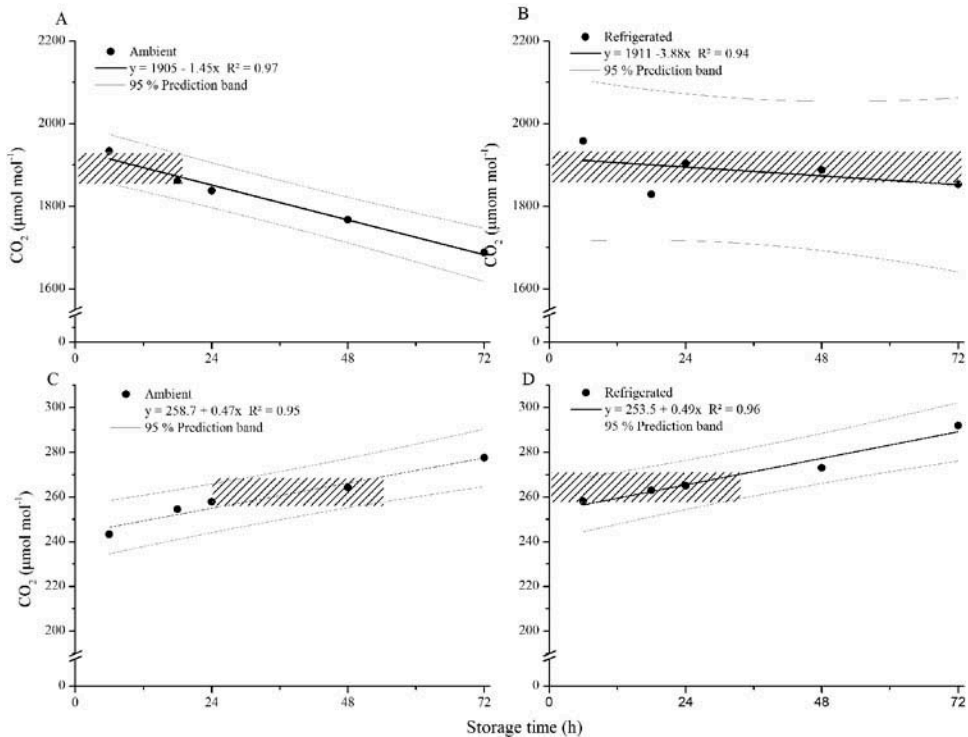 A
Ambient
y = 1905 - 1.45x R² = 0.97
95 % Prediction band
2200
2000
1800
1600
0
CO₂ (μmol mol⁻¹)
0 24 48 72
B
Refrigerated
y = 1911 -3.88x R² = 0.94
95 % Prediction band
2200
2000
1800
1600
0
CO₂ (μmom mol⁻¹)
0 24 48 72
C
Ambient
y = 258.7 + 0.47x R² = 0.95
95 % Prediction band
300
280
260
240
220
200
0
CO₂ (μmol mol⁻¹)
0 24 48 72
D
Refrigerated
y = 253.5 + 0.49x R² = 0.96
95 % Prediction band
300
280
260
240
220
200
0
0 24 48 72
Storage time (h)